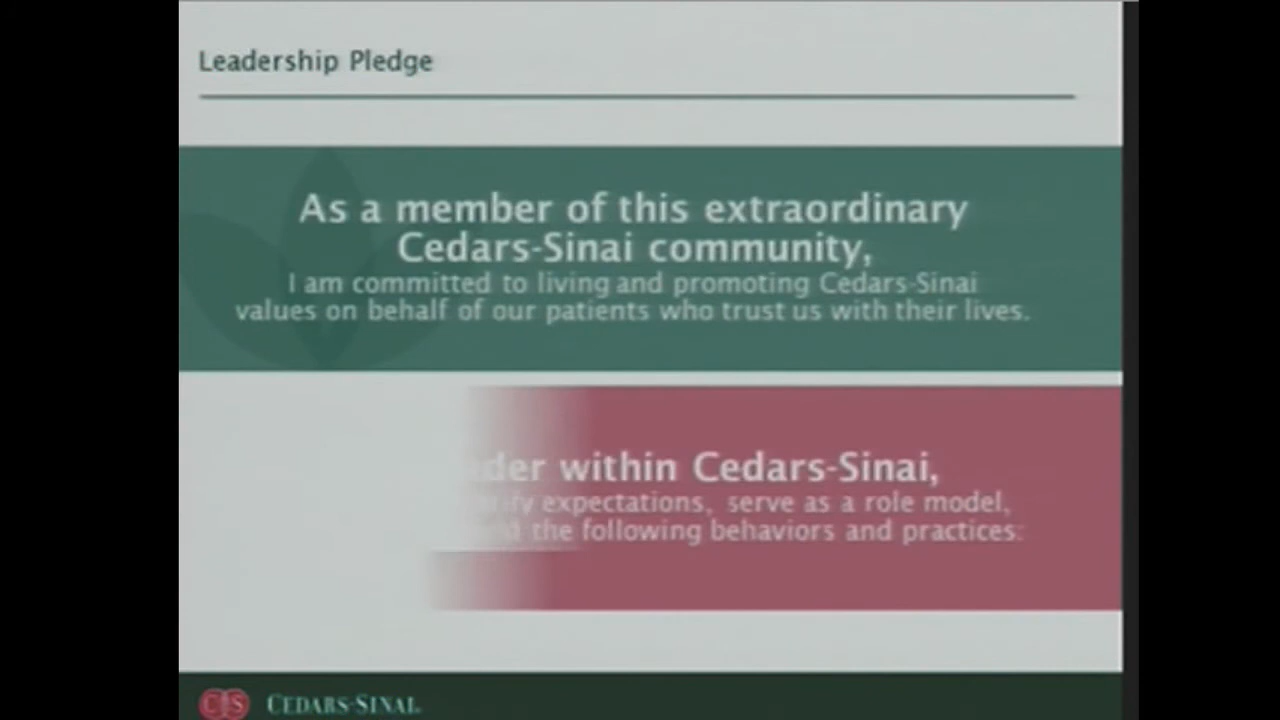 Leadership Pledge
As a member of this extraordinary
Cedars-Sinai community,
I am committed to living and promoting Cedars-Sinai
values on behalf of our patients who trust us with their lives.
within Cedars-Sinai,
expectations, serve as a role model,
the following behaviors and practices:
CS CEDARS-SINAI.